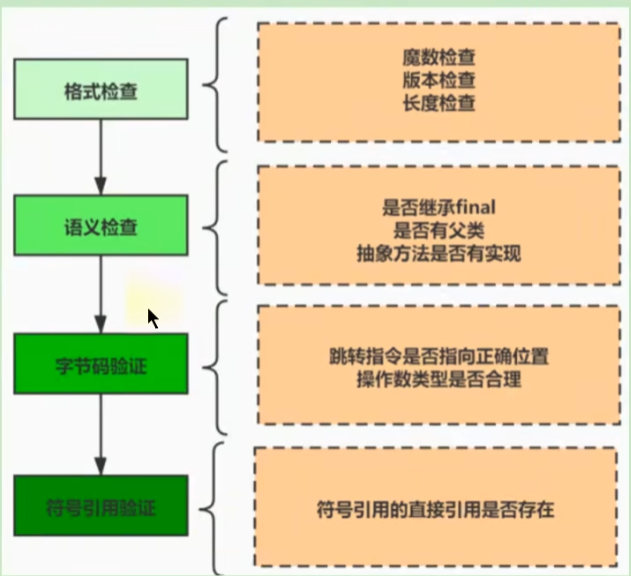 格式检查
魔数检查
版本检查
长度检查
语义检查
是否继承final
是否有父类
抽象方法是否有实现
字节码验证
跳转指令是否指向正确位置
操作数类型是否合理
符号引用验证
符号引用的直接引用是否存在